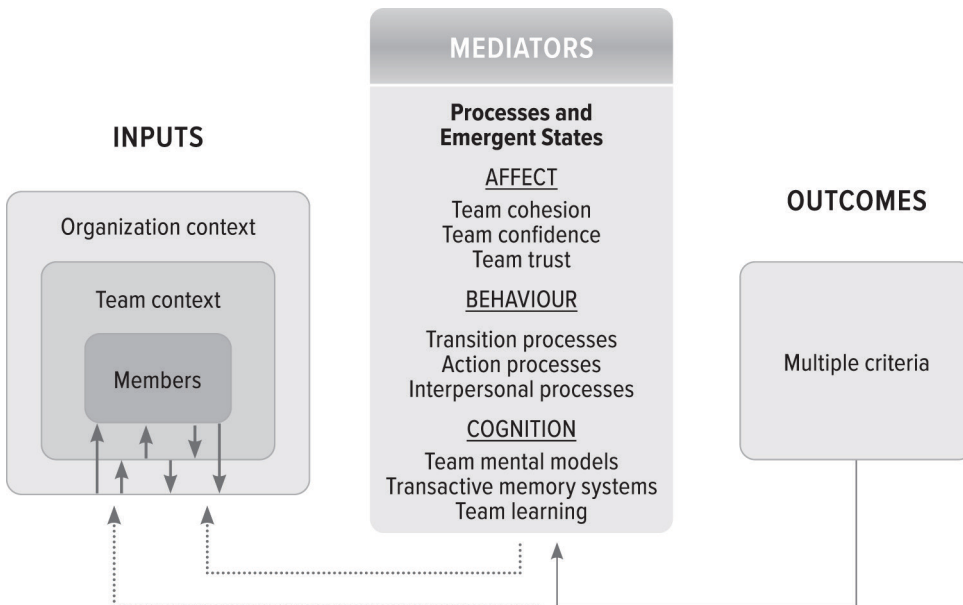 INPUTS
Organization context
Team context
Members
MEDIATORS
Processes and
Emergent States
AFFECT
Team cohesion
Team confidence
Team trust
BEHAVIOUR
Transition processes
Action processes
Interpersonal processes
COGNITION
Team mental models
Transactive memory systems
Team learning
OUTCOMES
Multiple criteria